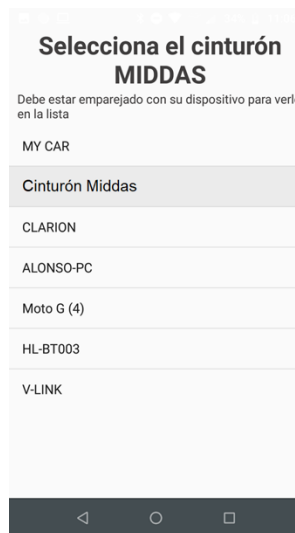 Selecciona el cinturón
MIDDAS
Debe estar emparejado con su dispositivo para verl
en la lista
MY CAR
Cinturón Middas
CLARION
ALONSO-PC
Moto G (4)
HL-BT003
V-LINK